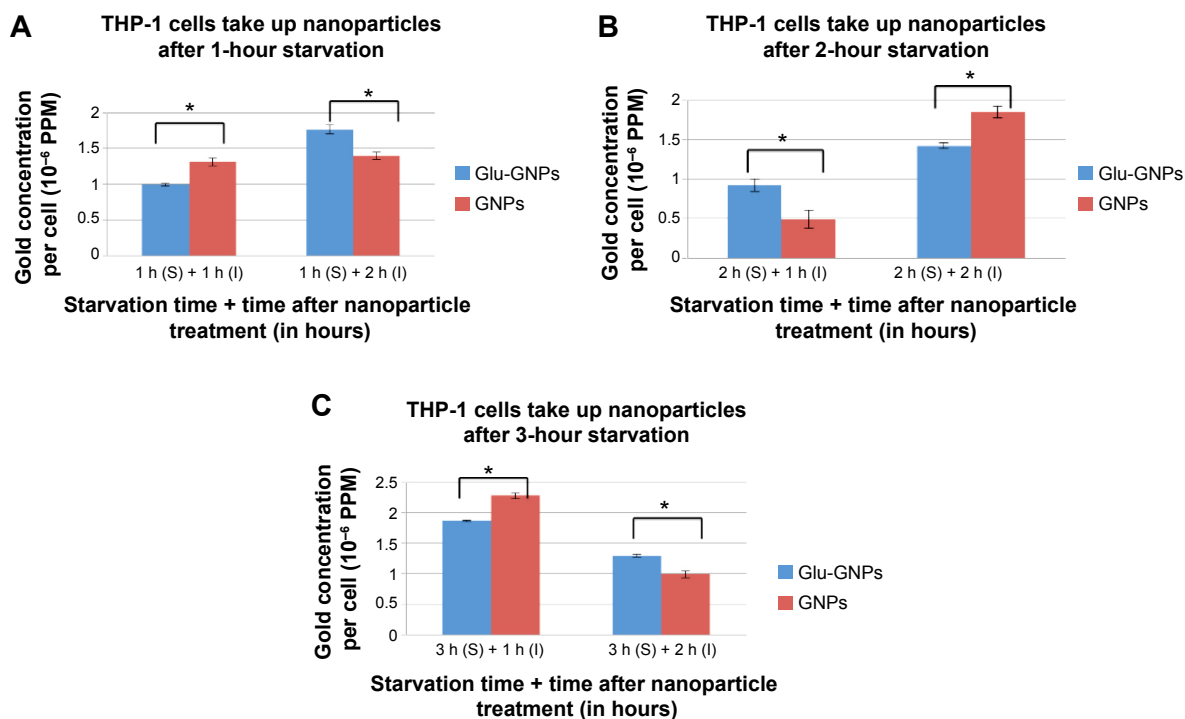 A
THP-1 cells take up nanoparticles
after 1-hour starvation
Gold concentration
per cell (10⁻⁶ PPM)
2
1.5
1
0.5
0
*
*
1 h (S) + 1 h (I)
1 h (S) + 2 h (I)
Starvation time + time after nanoparticle
treatment (in hours)
Glu-GNPs
GNPs
B
THP-1 cells take up nanoparticles
after 2-hour starvation
Gold concentration
per cell (10⁻⁶ PPM)
2
1.5
1
0.5
0
*
*
2 h (S) + 1 h (I)
2 h (S) + 2 h (I)
Starvation time + time after nanoparticle
treatment (in hours)
Glu-GNPs
GNPs
C
THP-1 cells take up nanoparticles
after 3-hour starvation
Gold concentration
per cell (10⁻⁶ PPM)
2.5
2
1.5
1
0.5
0
*
*
3 h (S) + 1 h (I)
3 h (S) + 2 h (I)
Starvation time + time after nanoparticle
treatment (in hours)
Glu-GNPs
GNPs